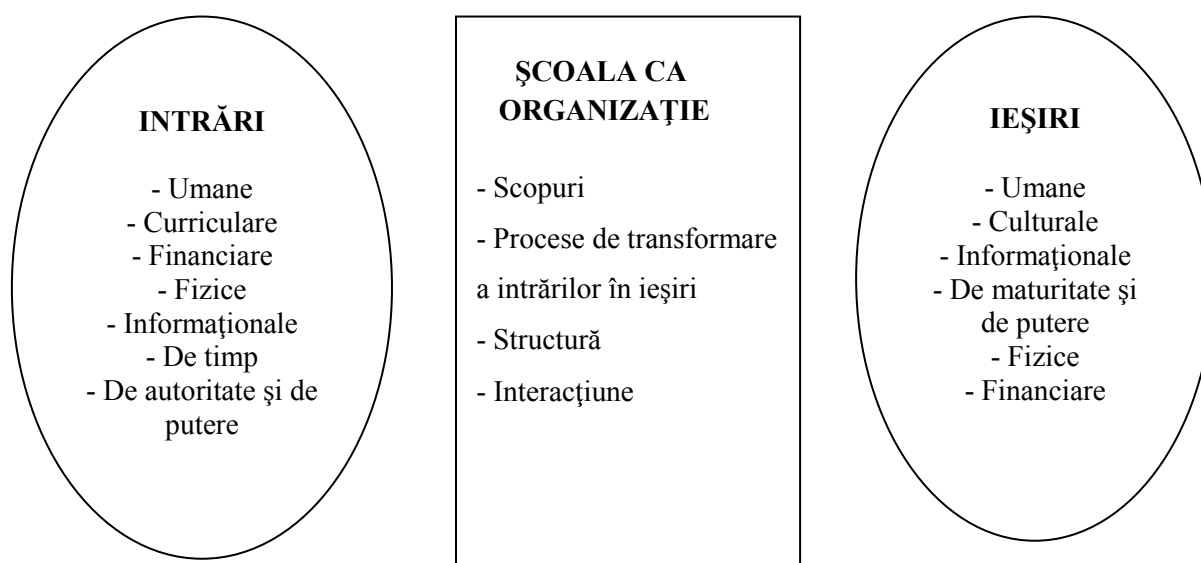 INTRĂRI
- Umane
- Curriculare
- Financiare
- Fizice
- Informaţionale
- De timp
- De autoritate şi de
putere
ŞCOALA CA
ORGANIZAŢIE
- Scopuri
- Procese de transformare
a intrărilor în ieşiri
- Structură
- Interacţiune
IEŞIRI
- Umane
- Culturale
- Informaţionale
- De maturitate şi
de putere
- Fizice
- Financiare